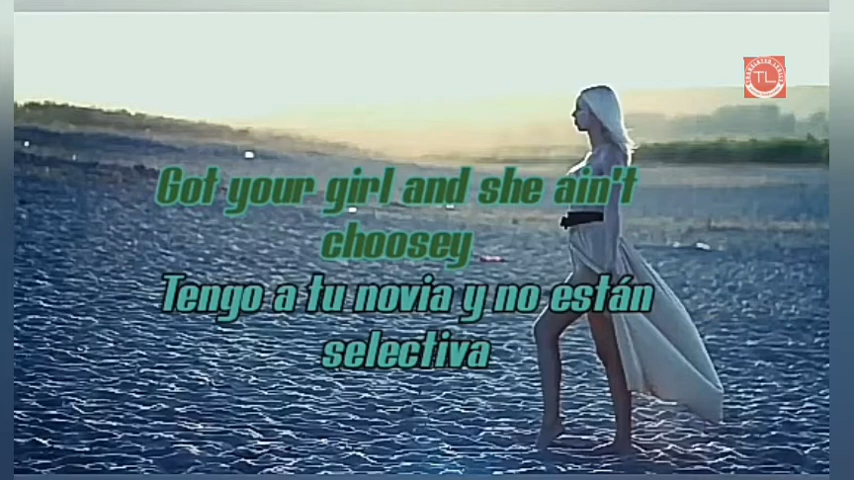 Got your girl and she ain't
choosey
Tengo a tu novia y no están
selectiva
TL